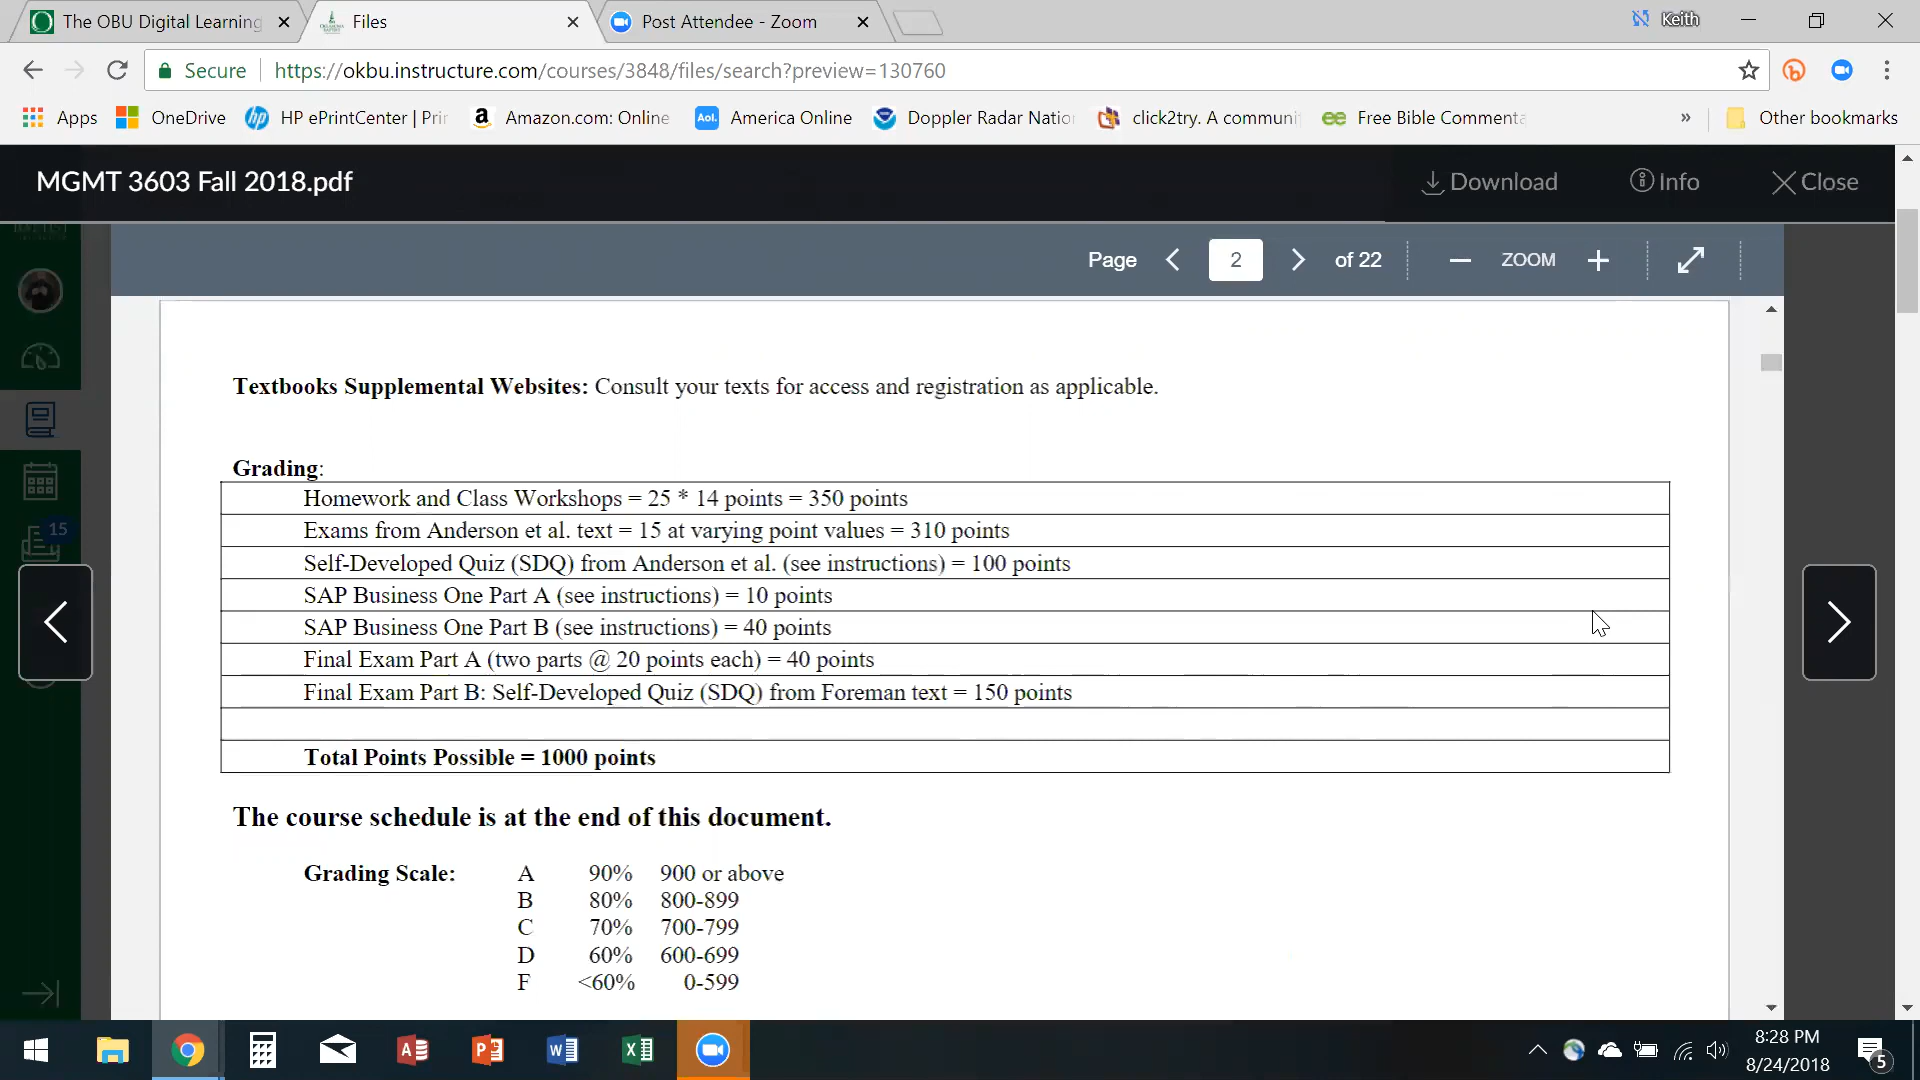 The OBU Digital Learning
Files
Post Attendee - Zoom
Keith
Secure
https://okbu.instructure.com/courses/3848/files/search?preview=130760
Apps
OneDrive
HP ePrintCenter | Prin
Amazon.com: Online
Aol.
America Online
Doppler Radar Natio
click2try. A communi
ee
Free Bible Comment
»
Other bookmarks
MGMT 3603 Fall 2018.pdf
Download
Info
Close
Page
2
of 22
ZOOM
15
Textbooks Supplemental Websites: Consult your texts for access and registration as applicable.
Grading:
Homework and Class Workshops = 25 * 14 points = 350 points
Exams from Anderson et al. text = 15 at varying point values = 310 points
Self-Developed Quiz (SDQ) from Anderson et al. (see instructions) = 100 points
SAP Business One Part A (see instructions) = 10 points
SAP Business One Part B (see instructions) = 40 points
Final Exam Part A (two parts @ 20 points each) = 40 points
Final Exam Part B: Self-Developed Quiz (SDQ) from Foreman text = 150 points
Total Points Possible = 1000 points
The course schedule is at the end of this document.
Grading Scale: A 90% 900 or above
B 80% 800-899
C 70% 700-799
D 60% 600-699
F <60% 0-599
8:28 PM
8/24/2018
5